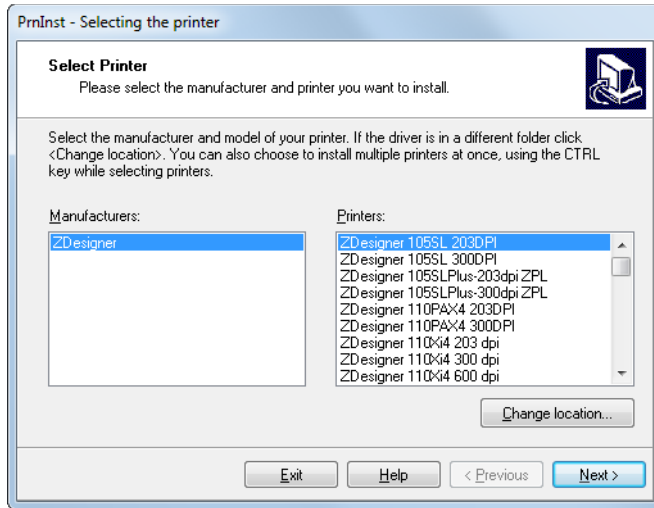 PrnInst - Selecting the printer
Select Printer
Please select the manufacturer and printer you want to install.
Select the manufacturer and model of your printer. If the driver is in a different folder click
<Change location>. You can also choose to install multiple printers at once, using the CTRL
key while selecting printers.
Manufacturers:
ZDesigner
Printers:
ZDesigner 105SL 203DPI
ZDesigner 105SL 300DPI
ZDesigner 105SLPlus-203dpi ZPL
ZDesigner 105SLPlus-300dpi ZPL
ZDesigner 110PAX4 203DPI
ZDesigner 110PAX4 300DPI
ZDesigner 110Xi4 203 dpi
ZDesigner 110Xi4 300 dpi
ZDesigner 110Xi4 600 dpi
Change location...
Exit
Help
< Previous
Next >